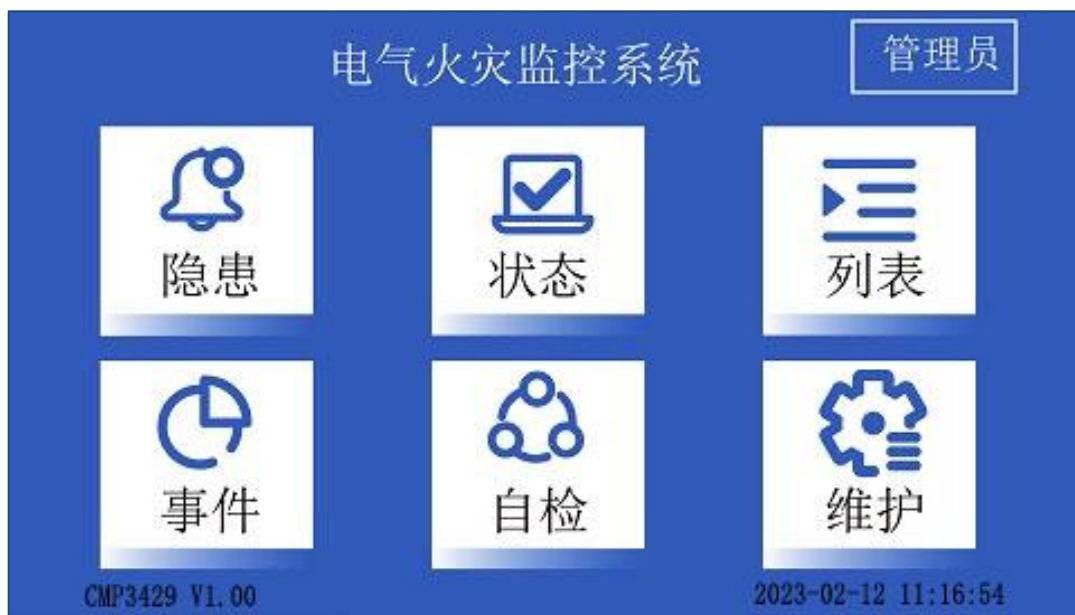 电气火灾监控系统
管理员
隐患
状态
列表
事件
自检
维护
CMP3429 V1.00
2023-02-12 11:16:54